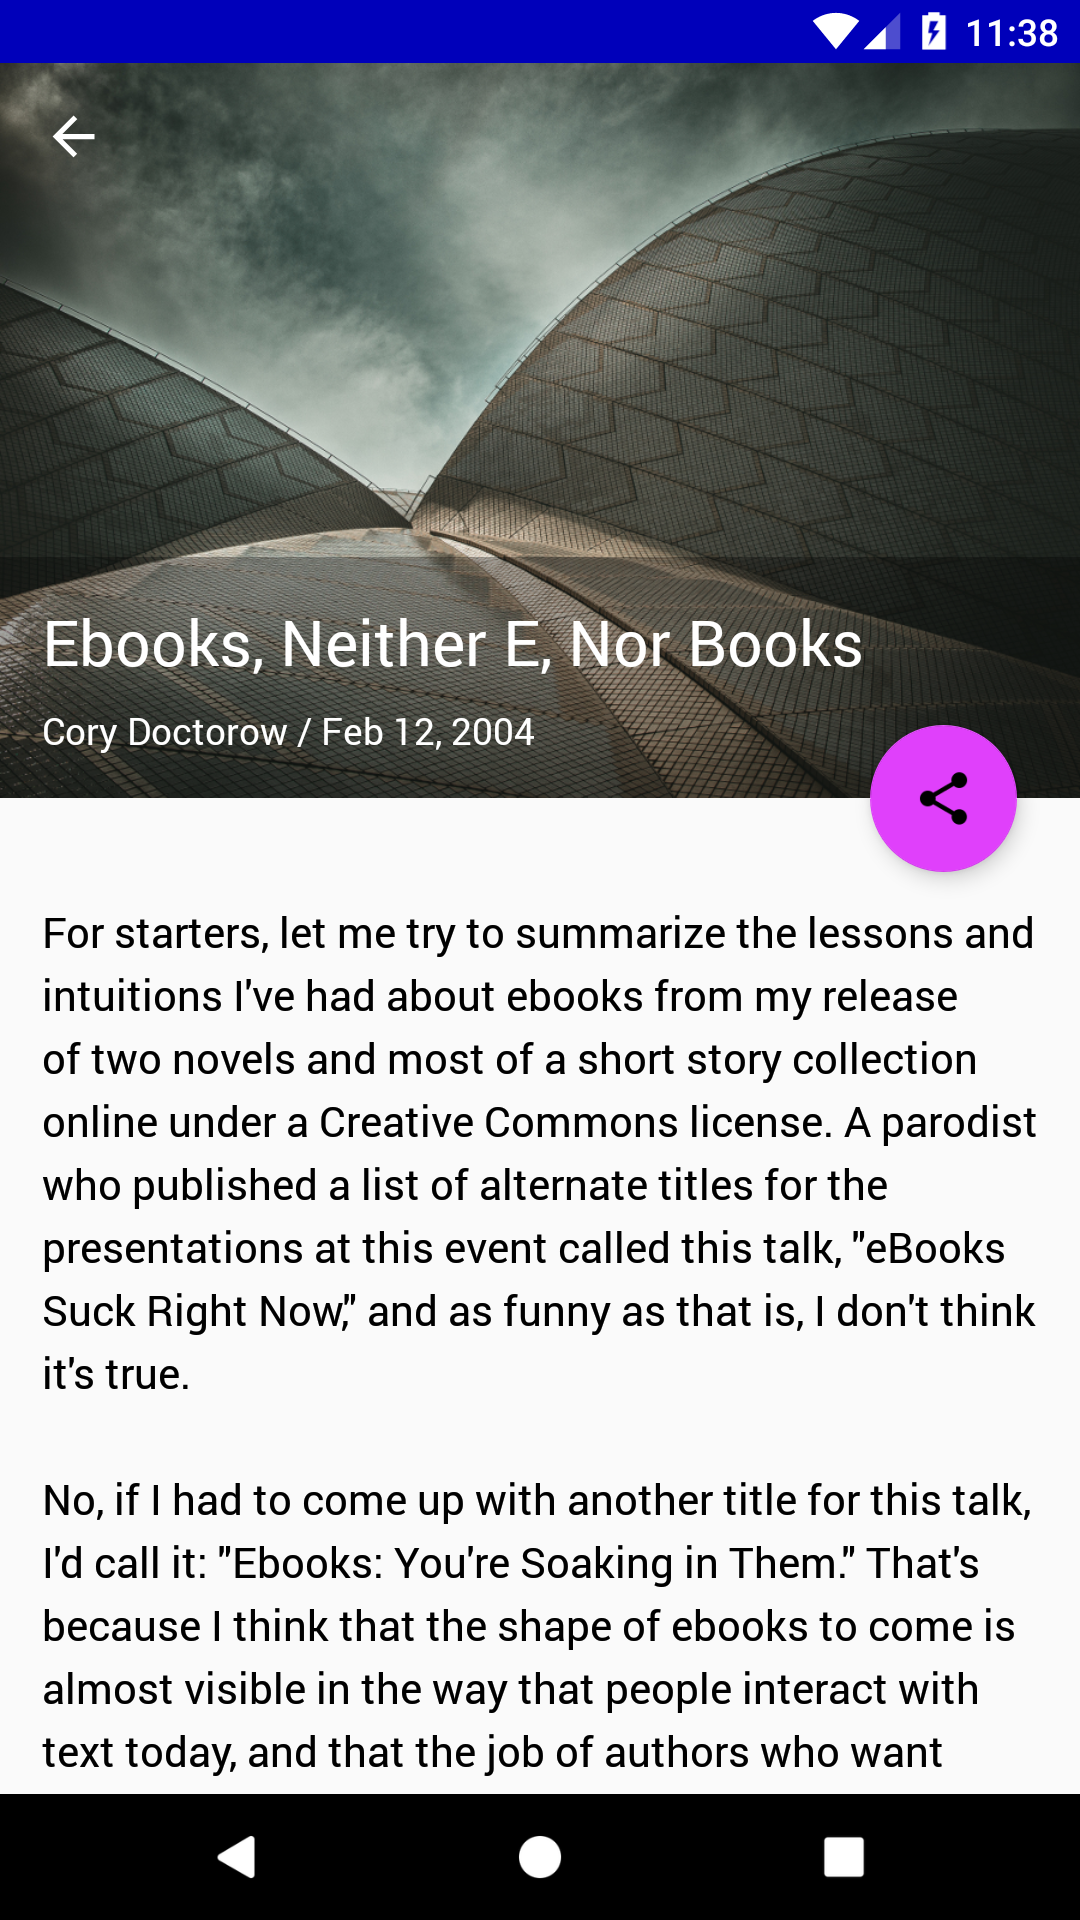 11:38
Ebooks, Neither E, Nor Books
Cory Doctorow / Feb 12, 2004
For starters, let me try to summarize the lessons and
intuitions I've had about ebooks from my release
of two novels and most of a short story collection
online under a Creative Commons license. A parodist
who published a list of alternate titles for the
presentations at this event called this talk, "eBooks
Suck Right Now," and as funny as that is, I don't think
it's true.
No, if I had to come up with another title for this talk,
I'd call it: "Ebooks: You're Soaking in Them." That's
because I think that the shape of ebooks to come is
almost visible in the way that people interact with
text today, and that the job of authors who want